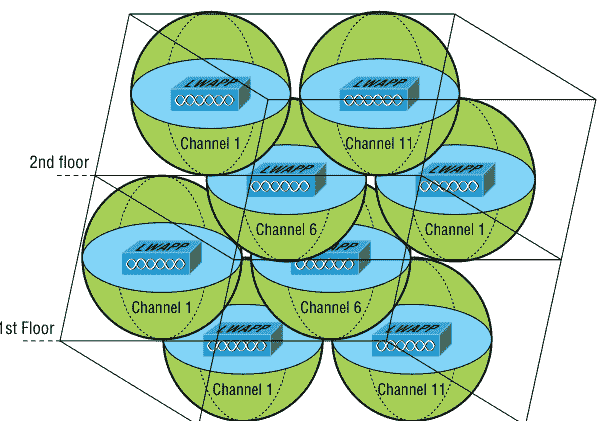 LWAPP LWAPP
Channel 1 Channel 11
2nd floor
LWAPP LWAPP
Channel 6 Channel 1
LWAPP LWAPP
Channel 1 Channel 6
1st Floor
LWAPP LWAPP
Channel 1 Channel 11